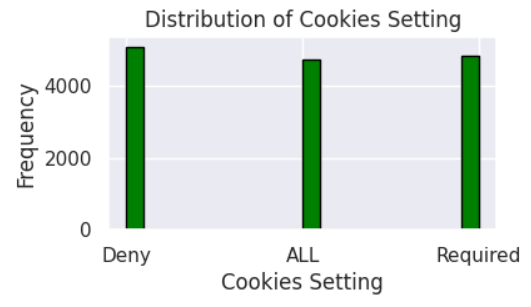 Distribution of Cookies Setting
Frequency
4000
2000
0
Deny ALL Required
Cookies Setting